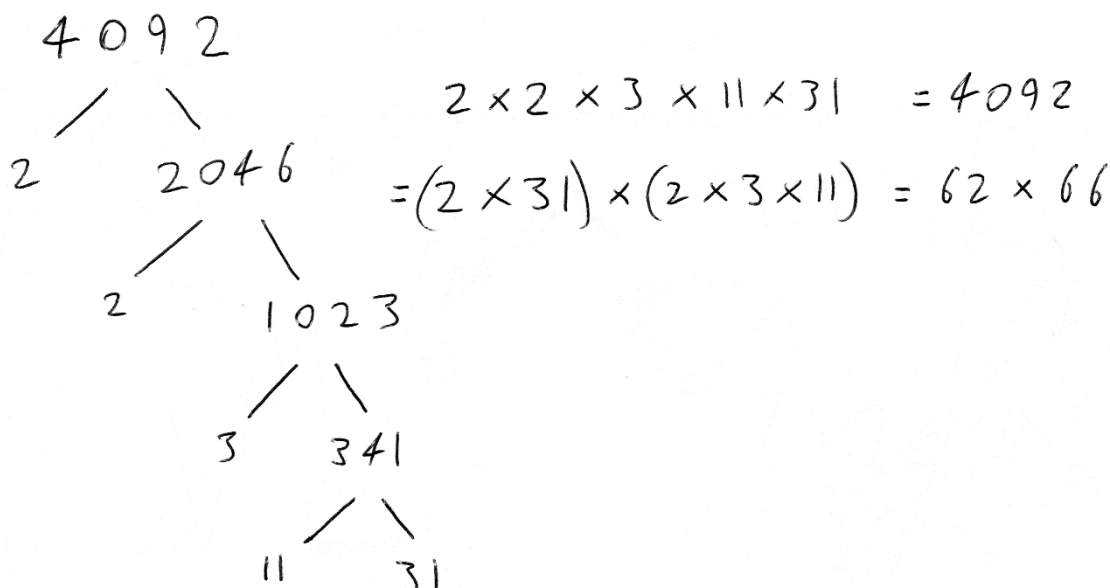 4092
2 × 2 × 3 × 11 × 31 = 4092
2 2046
=(2 × 31) × (2 × 3 × 11) = 62 × 66
2 1023
3 341
11 31